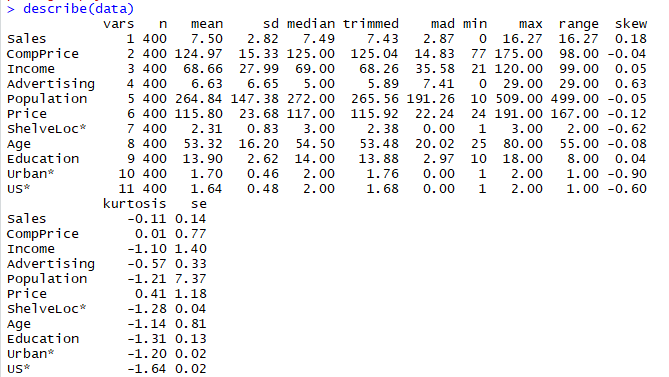 > describe(data)
vars n mean sd median trimmed mad min max range skew
Sales 1 400 7.50 2.82 7.49 7.43 2.87 0 16.27 16.27 0.18
CompPrice 2 400 124.97 15.33 125.00 125.04 14.83 77 175.00 98.00 -0.04
Income 3 400 68.66 27.99 69.00 68.26 35.58 21 120.00 99.00 0.05
Advertising 4 400 6.63 6.65 5.00 5.89 7.41 0 29.00 29.00 0.63
Population 5 400 264.84 147.38 272.00 265.56 191.26 10 509.00 499.00 -0.05
Price 6 400 115.80 23.68 117.00 115.92 22.24 24 191.00 167.00 -0.12
ShelveLoc* 7 400 2.31 0.83 3.00 2.38 0.00 1 3.00 2.00 -0.62
Age 8 400 53.32 16.20 54.50 53.48 20.02 25 80.00 55.00 -0.08
Education 9 400 13.90 2.62 14.00 13.88 2.97 10 18.00 8.00 0.04
Urban* 10 400 1.70 0.46 2.00 1.76 0.00 1 2.00 1.00 -0.90
US* 11 400 1.64 0.48 2.00 1.68 0.00 1 2.00 1.00 -0.60
kurtosis se
Sales -0.11 0.14
CompPrice 0.01 0.77
Income -1.10 1.40
Advertising -0.57 0.33
Population -1.21 7.37
Price 0.41 1.18
ShelveLoc* -1.28 0.04
Age -1.14 0.81
Education -1.31 0.13
Urban* -1.20 0.02
US* -1.64 0.02